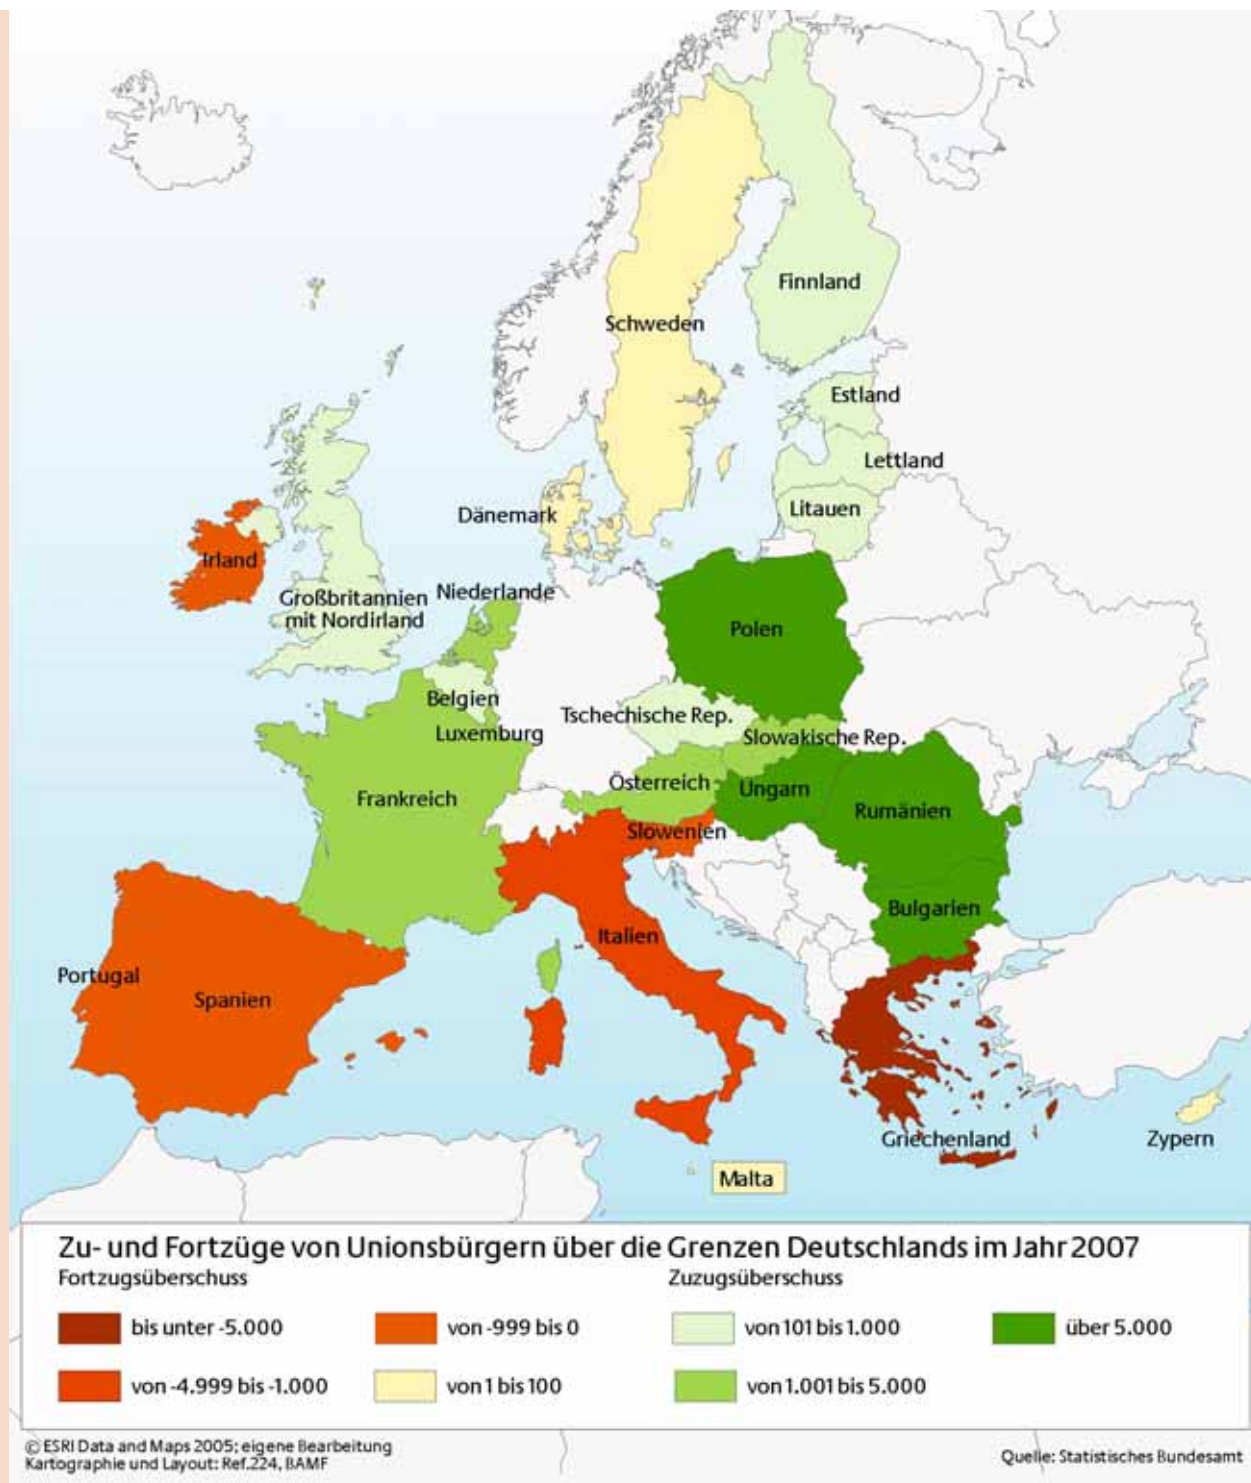 Finnland
Schweden
Estland
Lettland
Litauen
Dänemark
Irland
Großbritannien
mit Nordirland
Niederlande
Polen
Belgien
Luxemburg
Tschechische Rep.
Slowakische Rep.
Frankreich
Österreich
Ungarn
Rumänien
Slowenien
Bulgarien
Italien
Portugal
Spanien
Griechenland
Zypern
Malta
Zu- und Fortzüge von Unionsbürgern über die Grenzen Deutschlands im Jahr 2007
Fortzugsüberschuss
Zuzugsüberschuss
bis unter -5.000
von -999 bis 0
von 101 bis 1.000
über 5.000
von -4.999 bis -1.000
von 1 bis 100
von 1.001 bis 5.000
© ESRI Data and Maps 2005; eigene Bearbeitung
Kartographie und Layout: Ref.224, BAMF
Quelle: Statistisches Bundesamt